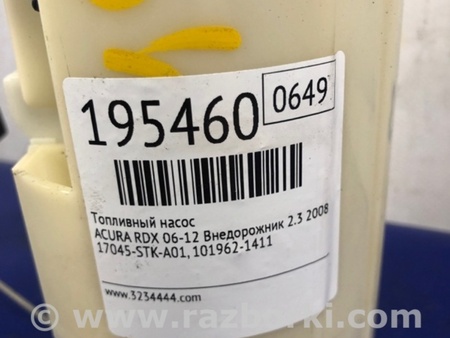 195460 0649
Топливный насос
ACURA RDX 06-12 Внедорожник 2.3 2008
17045-STK-A01, 101962-1411
www.3234444.com
www.razborki.com